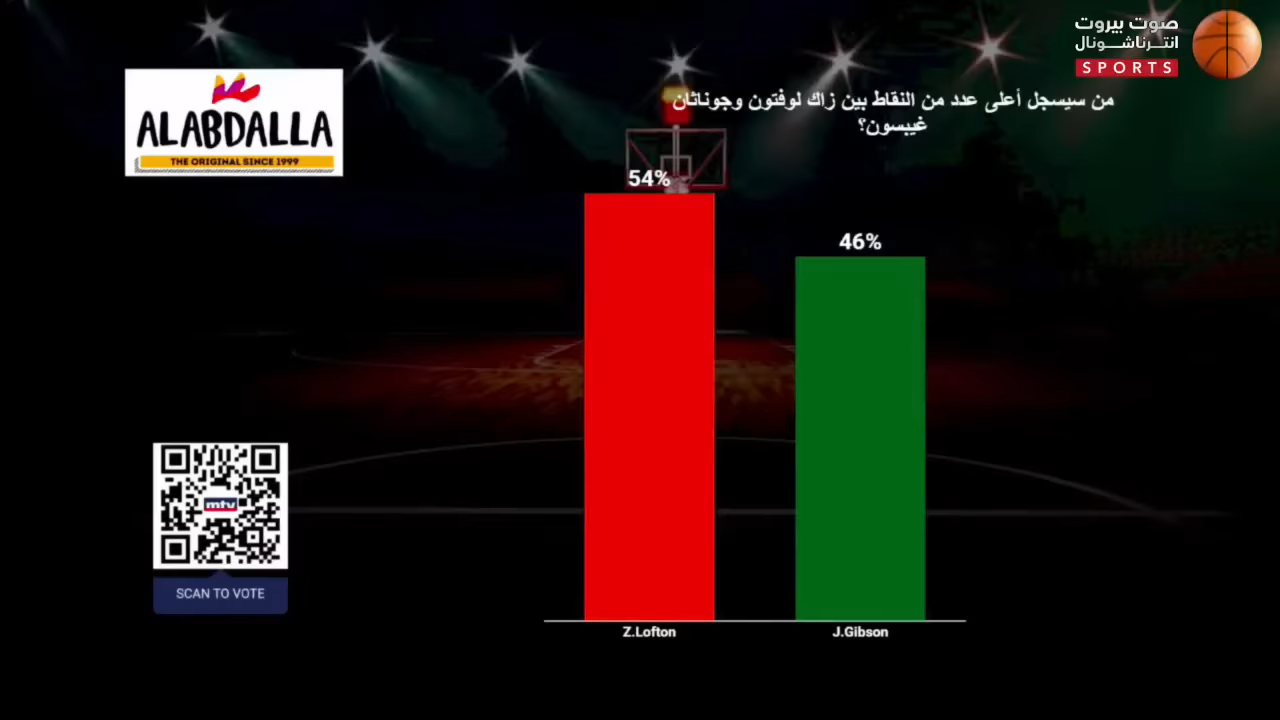 صوت بيروت
انترناشونال
SPORTS
ALABDALLA
THE ORIGINAL SINCE 1999
من سيسجل أعلى عدد من النقاط بين زاك لوفتون وجوناثان
غيبسون؟
54%
46%
mtv
SCAN TO VOTE
Z.Lofton
J.Gibson